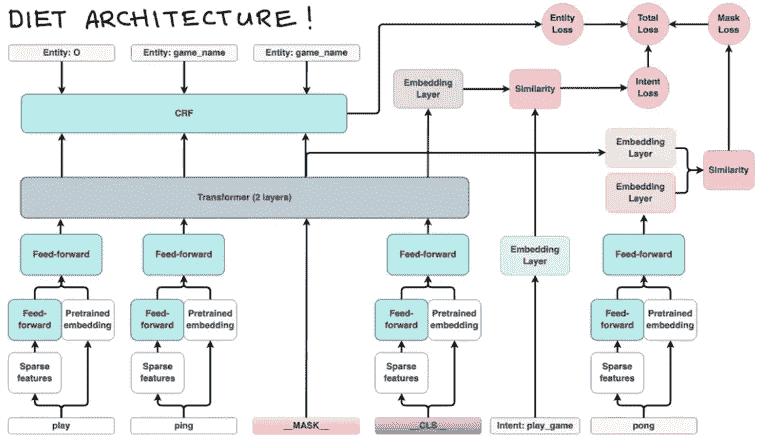 DIET ARCHITECTURE!
Entity: O
Entity: game_name
Entity: game_name
Entity
Loss
Total
Loss
Mask
Loss
CRF
Embedding
Layer
Similarity
Intent
Loss
Embedding
Layer
Embedding
Layer
Similarity
Transformer (2 layers)
Feed-forward
Feed-forward
Feed-forward
Embedding
Layer
Feed-forward
Feed-
forward
Pretrained
embedding
Feed-
forward
Pretrained
embedding
Feed-
forward
Pretrained
embedding
Feed-
forward
Pretrained
embedding
Sparse
features
Sparse
features
Sparse
features
Sparse
features
play
ping
__MASK__
__CLS__
Intent: play_game
pong